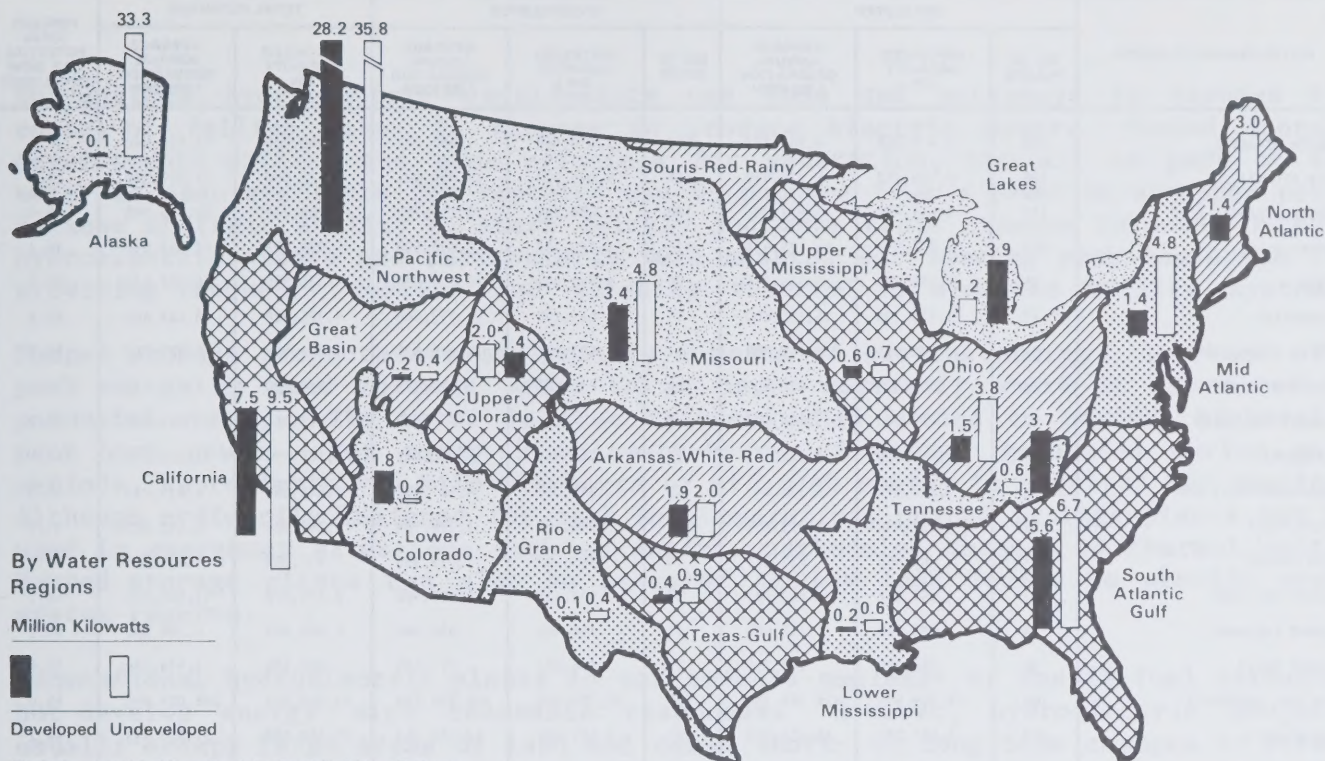 33.3
0.1
Alaska
28.2 35.8
Pacific
Northwest
Souris-Red-Rainy
Great
Lakes
3.0
1.4
North
Atlantic
Upper
Mississippi
3.9
1.2
4.8
1.4
Mid
Atlantic
Great
Basin
0.2 0.4
2.0
1.4
Upper
Colorado
3.4
4.8
Missouri
0.6 0.7
Ohio
3.8
1.5
3.7
0.6
Tennessee
7.5 9.5
California
1.8
0.2
Lower
Colorado
Rio
Grande
0.1 0.4
Arkansas-White-Red
1.9 2.0
0.4 0.9
Texas-Gulf
0.2 0.6
Lower
Mississippi
6.7
5.6
South
Atlantic
Gulf
By Water Resources
Regions
Million Kilowatts
Developed Undeveloped